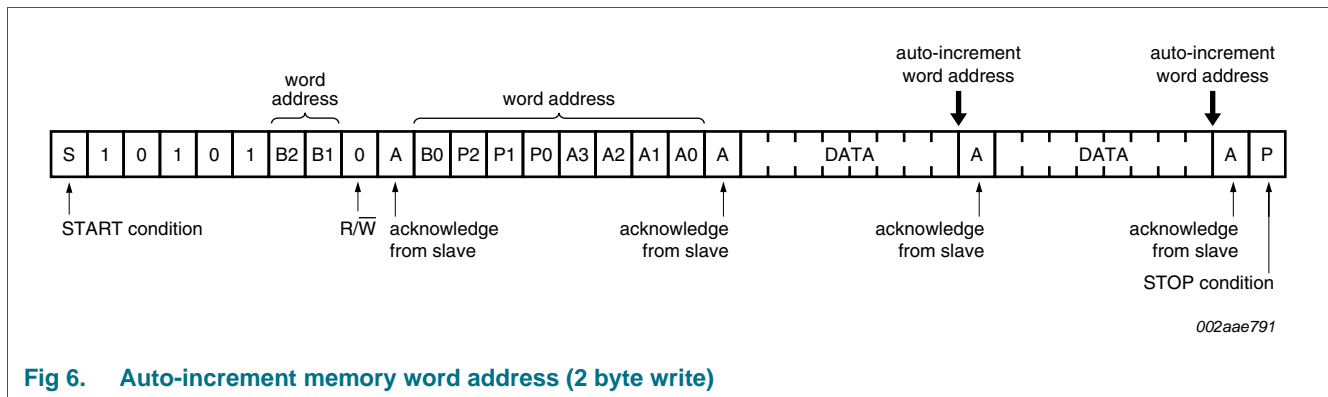 auto-increment
word address
auto-increment
word address
word
address
word address
S 1 0 1 0 1 B2 B1 0 A B0 P2 P1 P0 A3 A2 A1 A0 A DATA A DATA A P
START condition
R/W̅
acknowledge
from slave
acknowledge
from slave
acknowledge
from slave
acknowledge
from slave
STOP condition
002aae791
Fig 6. Auto-increment memory word address (2 byte write)